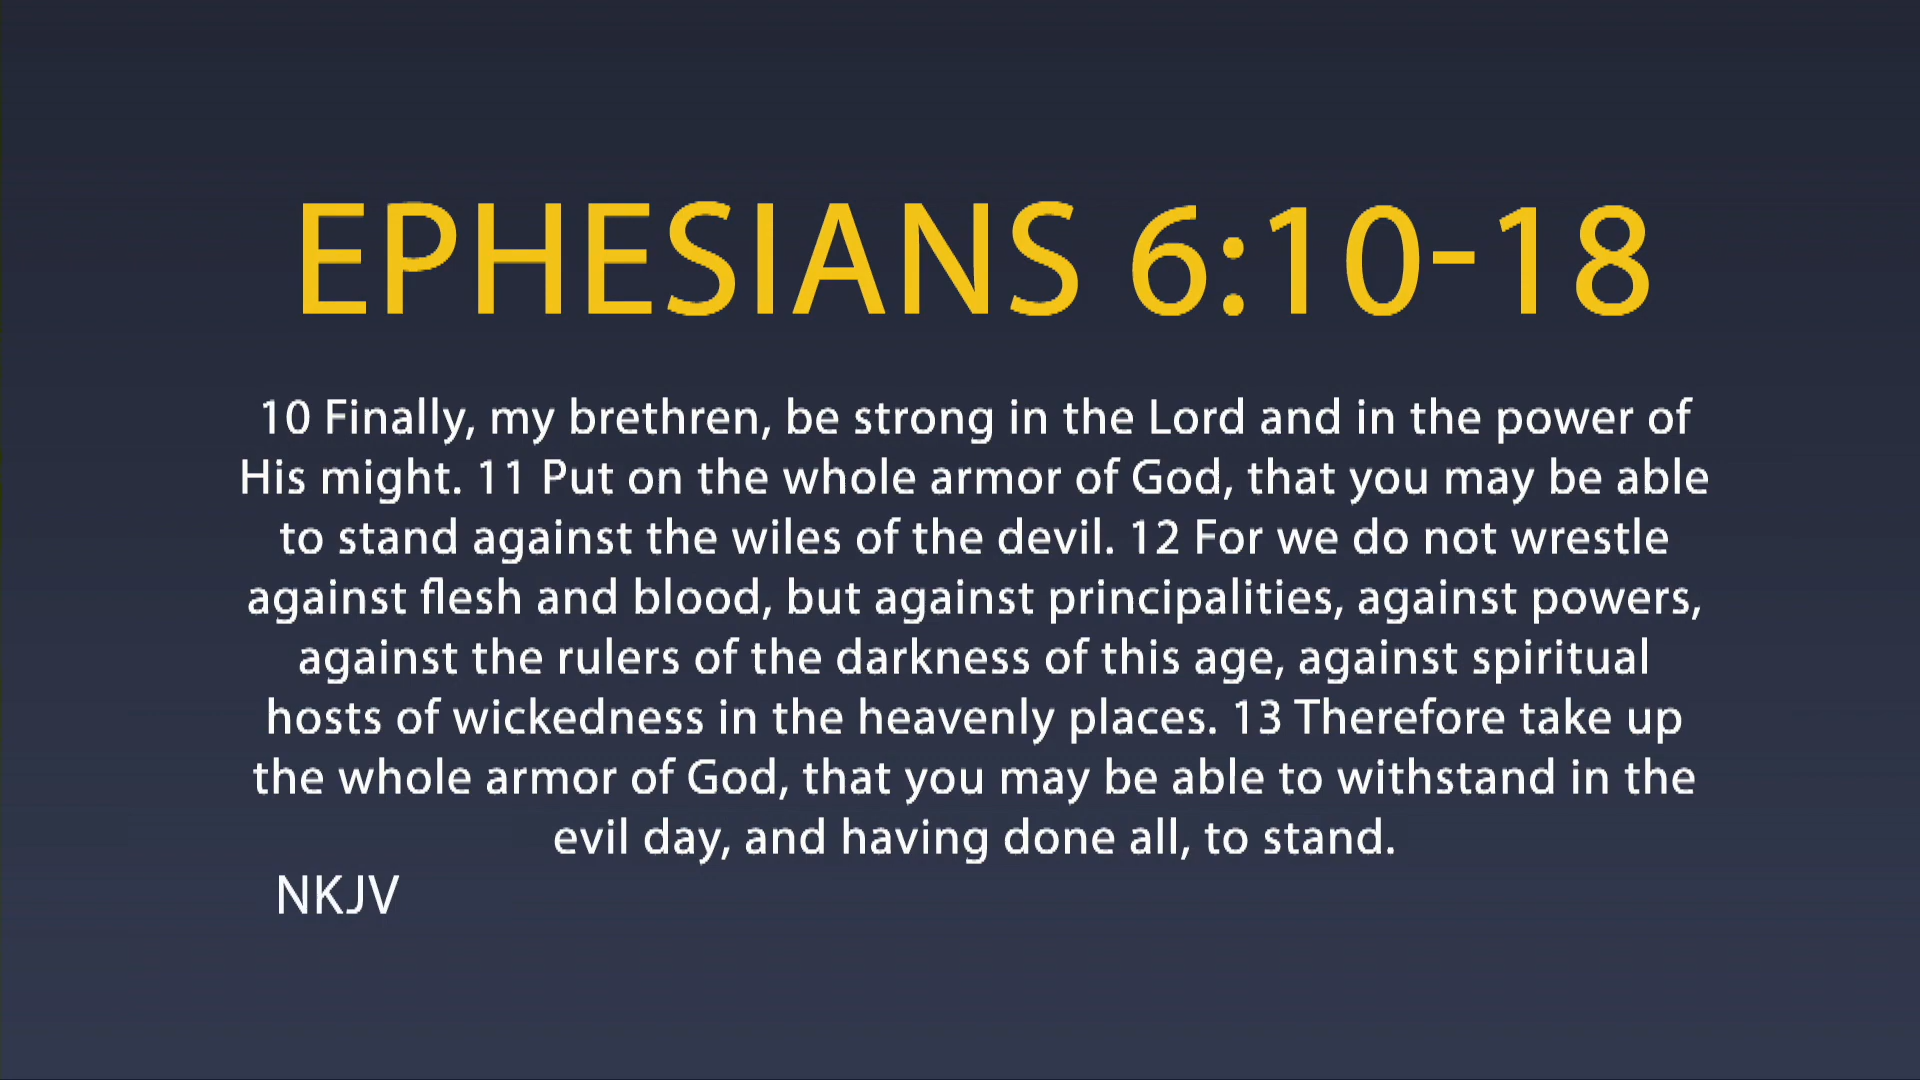 EPHESIANS 6:10-18
10 Finally, my brethren, be strong in the Lord and in the power of
His might. 11 Put on the whole armor of God, that you may be able
to stand against the wiles of the devil. 12 For we do not wrestle
against flesh and blood, but against principalities, against powers,
against the rulers of the darkness of this age, against spiritual
hosts of wickedness in the heavenly places. 13 Therefore take up
the whole armor of God, that you may be able to withstand in the
evil day, and having done all, to stand.
NKJV